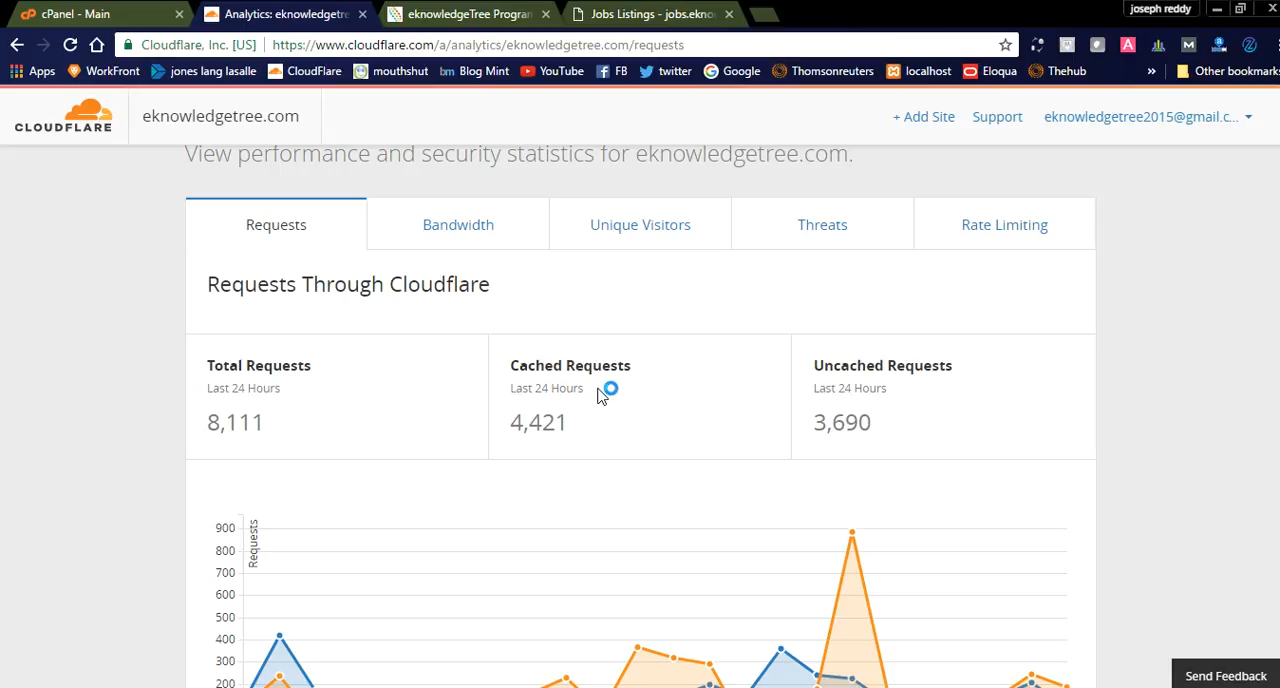 cPanel - Main
Analytics: eknowledgetre
eknowledgeTree Program
Jobs Listings - jobs.ekno
joseph reddy
Cloudflare, Inc. [US]
https://www.cloudflare.com/a/analytics/eknowledgetree.com/requests
Apps
WorkFront
jones lang lasalle
CloudFlare
mouthshut
bm Blog Mint
YouTube
FB
twitter
Google
Thomsonreuters
localhost
Eloqua
Thehub
»
Other bookmarks
CLOUDFLARE
eknowledgetree.com
+ Add Site
Support
eknowledgetree2015@gmail.c...
View performance and security statistics for eknowledgetree.com.
Requests
Bandwidth
Unique Visitors
Threats
Rate Limiting
Requests Through Cloudflare
Total Requests
Last 24 Hours
8,111
Cached Requests
Last 24 Hours
4,421
Uncached Requests
Last 24 Hours
3,690
Requests
900
800
700
600
500
400
300
200
Send Feedback